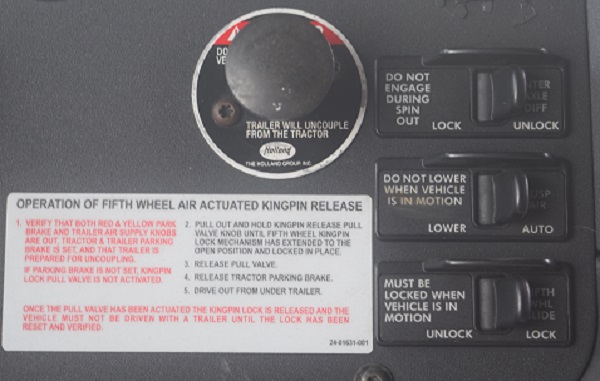 DO
VE
TRAILER WILL UNCOUPLE
FROM THE TRACTOR
Holland
THE HOLLAND GROUP, INC.
DO NOT
ENGAGE
DURING
SPIN
OUT
LOCK
UNLOCK
DIFF
DO NOT LOWER
WHEN VEHICLE
IS IN MOTION
LOWER
AUTO
MUST BE
LOCKED WHEN
VEHICLE IS IN
MOTION
UNLOCK
LOCK
OPERATION OF FIFTH WHEEL AIR ACTUATED KINGPIN RELEASE
1. VERIFY THAT BOTH RED & YELLOW PARK
BRAKE AND TRAILER AIR SUPPLY KNOBS
ARE OUT, TRACTOR & TRAILER PARKING
BRAKE IS SET, AND THAT TRAILER IS
PREPARED FOR UNCOUPLING.
IF PARKING BRAKE IS NOT SET, KINGPIN
LOCK PULL VALVE IS NOT ACTIVATED.
2. PULL OUT AND HOLD KINGPIN RELEASE PULL
VALVE KNOB UNTIL FIFTH WHEEL KINGPIN
LOCK MECHANISM HAS EXTENDED TO THE
OPEN POSITION AND LOCKED IN PLACE.
3. RELEASE PULL VALVE.
4. RELEASE TRACTOR PARKING BRAKE.
5. DRIVE OUT FROM UNDER TRAILER.
ONCE THE PULL VALVE HAS BEEN ACTUATED THE KINGPIN LOCK IS RELEASED AND THE
VEHICLE MUST NOT BE DRIVEN WITH A TRAILER UNTIL THE LOCK HAS BEEN
RESET AND VERIFIED.
24-01631-001